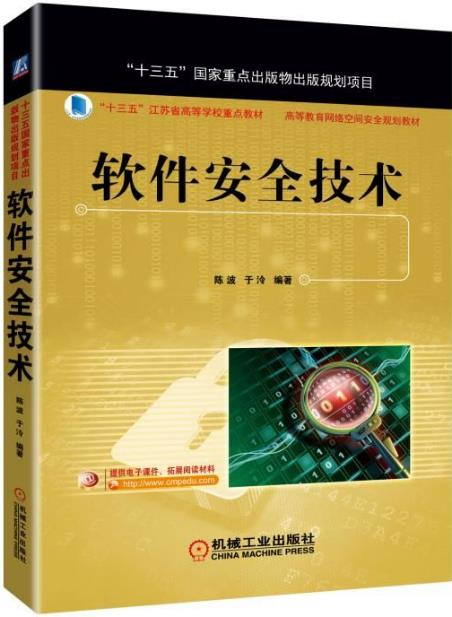 “十三五”国家重点出版物出版规划项目
“十三五”江苏省高等学校重点教材 高等教育网络空间安全规划教材
软件安全技术
陈波 于泠 编著
提供电子课件、拓展阅读材料
http://www.cmpedu.com
机械工业出版社
CHINA MACHINE PRESS
十三五国家重点出
版物出版规划项目
软件安全技术
陈波 于泠 编著
机械工业出版社